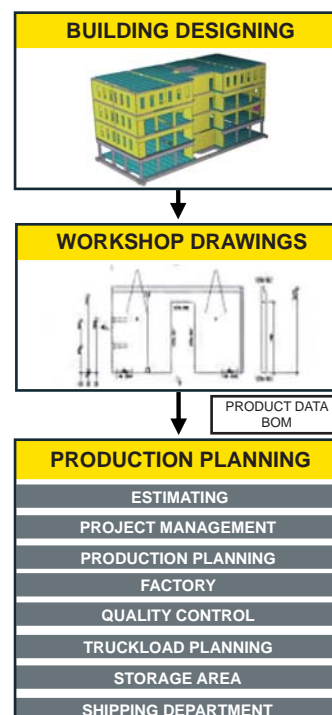 BUILDING DESIGNING
WORKSHOP DRAWINGS
PRODUCT DATA
BOM
PRODUCTION PLANNING
ESTIMATING
PROJECT MANAGEMENT
PRODUCTION PLANNING
FACTORY
QUALITY CONTROL
TRUCKLOAD PLANNING
STORAGE AREA
SHIPPING DEPARTMENT